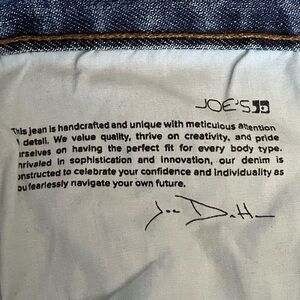 JOE'S
This jean is handcrafted and unique with meticulous attention
detail. We value quality, thrive on creativity, and pride
urselves on having the perfect fit for every body type.
nrivaled in sophistication and innovation, our denim is
onstructed to celebrate your confidence and individuality as
ou fearlessly navigate your own future.
Joe